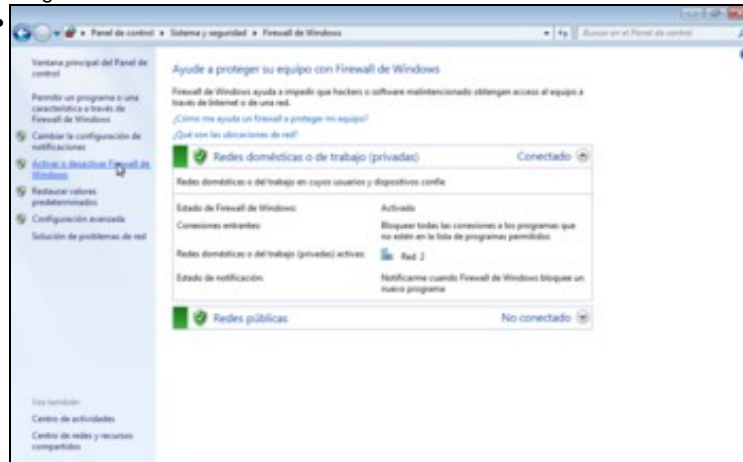 Panel de control ▸ Sistema y seguridad ▸ Firewall de Windows
Buscar en el Panel de control
Ventana principal del Panel de
control
Permitir un programa o una
característica a través de
Firewall de Windows
Cambiar la configuración de
notificaciones
Activar o desactivar Firewall de
Windows
Restaurar valores
predeterminados
Configuración avanzada
Solución de problemas de red
Ayude a proteger su equipo con Firewall de Windows
Firewall de Windows ayuda a impedir que hackers o software malintencionado obtengan acceso al equipo a
través de Internet o de una red.
¿Cómo me ayuda un firewall a proteger mi equipo?
¿Qué son las ubicaciones de red?
Redes domésticas o de trabajo (privadas) Conectado
Redes domésticas o del trabajo en cuyos usuarios y dispositivos confíe
Estado de Firewall de Windows: Activado
Conexiones entrantes: Bloquear todas las conexiones a los programas que
no estén en la lista de programas permitidos
Redes domésticas o del trabajo (privadas) activas: Red 2
Estado de notificación: Notificarme cuando Firewall de Windows bloquee un
nuevo programa
Redes públicas No conectado
Vea también
Centro de actividades
Centro de redes y recursos
compartidos